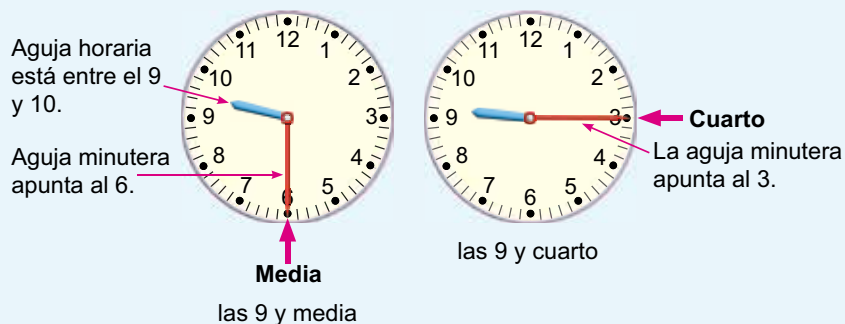 Aguja horaria
está entre el 9
y 10.
Aguja minutera
apunta al 6.
12
1
2
3
4
5
6
7
8
9
10
11
Media
las 9 y media
12
1
2
3
4
5
6
7
8
9
10
11
Cuarto
La aguja minutera
apunta al 3.
las 9 y cuarto